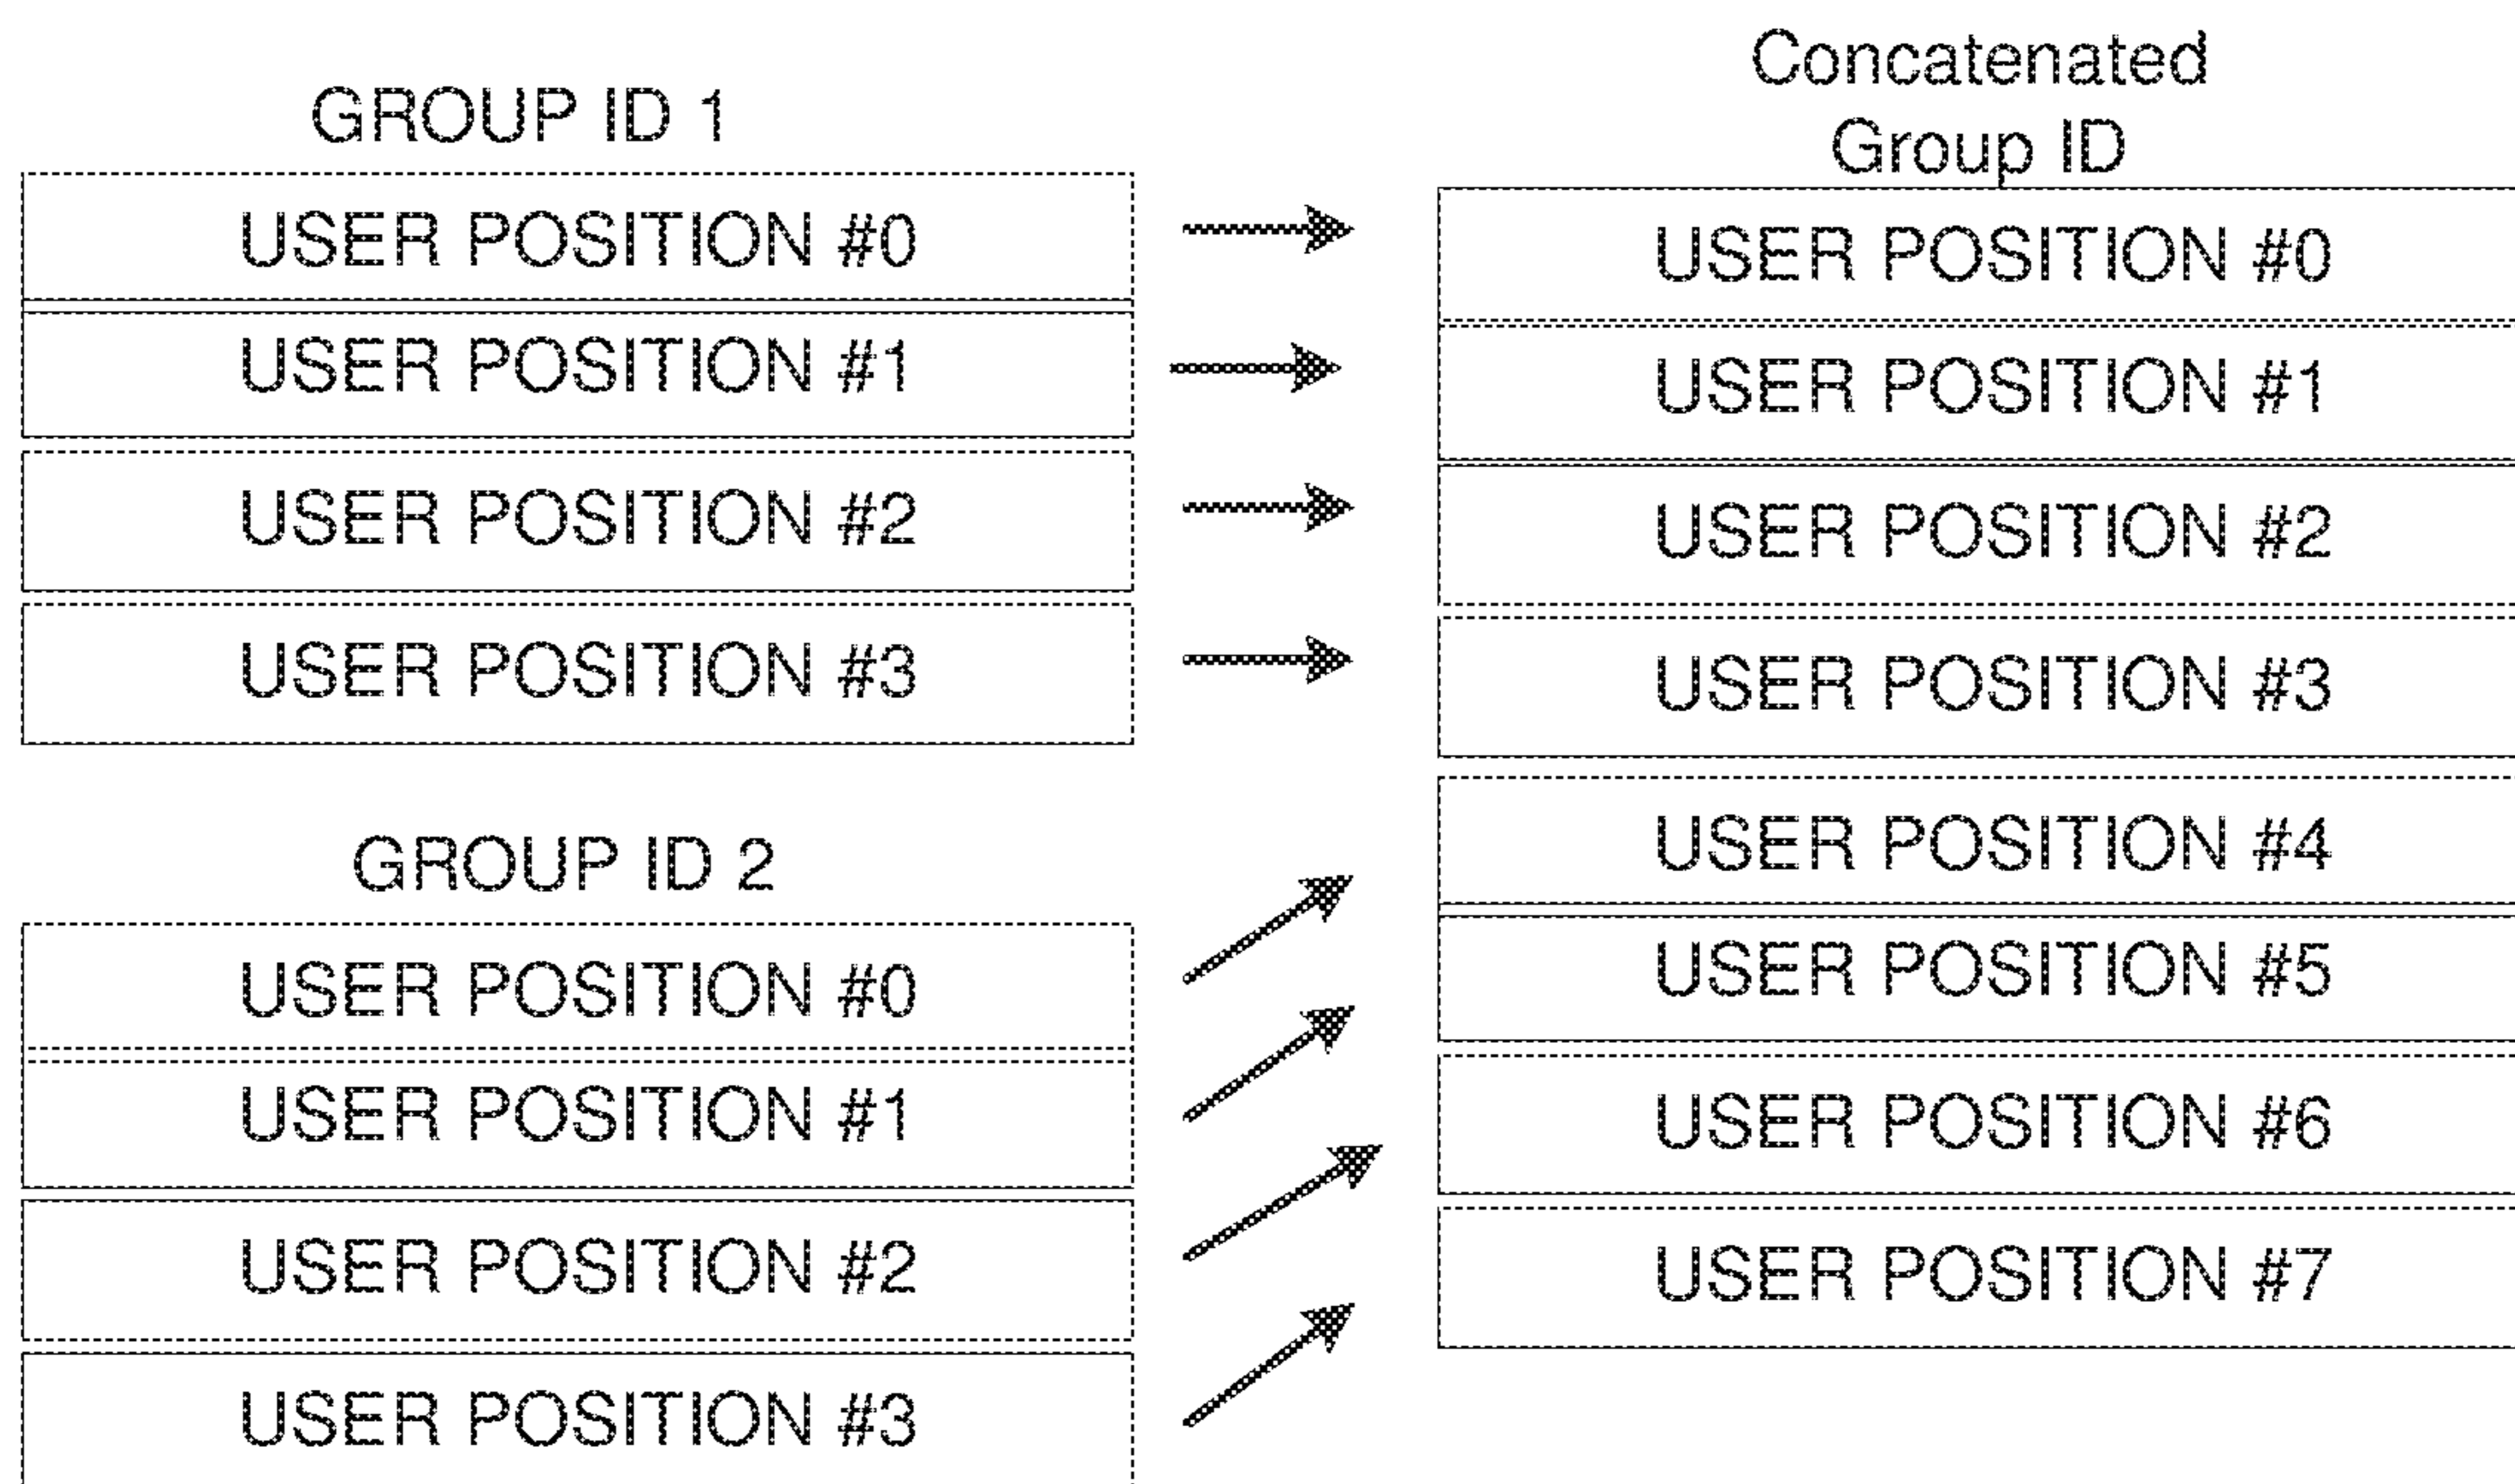 GROUP ID 1
USER POSITION #0
USER POSITION #1
USER POSITION #2
USER POSITION #3
GROUP ID 2
USER POSITION #0
USER POSITION #1
USER POSITION #2
USER POSITION #3
Concatenated
Group ID
USER POSITION #0
USER POSITION #1
USER POSITION #2
USER POSITION #3
USER POSITION #4
USER POSITION #5
USER POSITION #6
USER POSITION #7